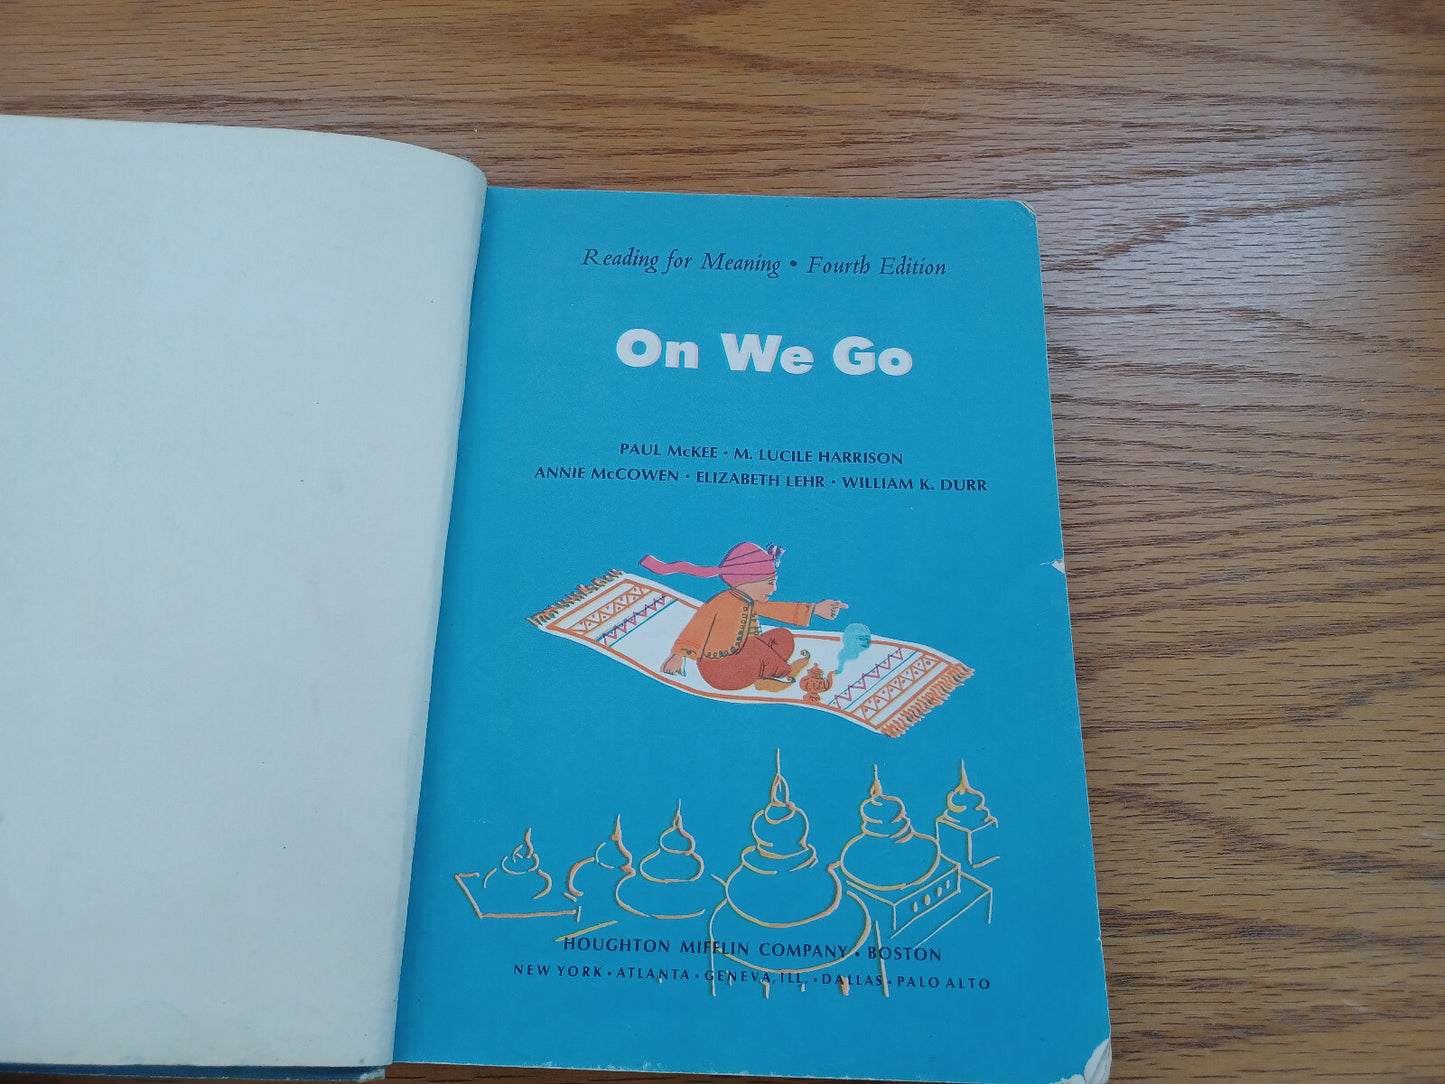 Reading for Meaning • Fourth Edition
On We Go
PAUL McKEE · M. LUCILE HARRISON
ANNIE McCOWEN · ELIZABETH LEHR · WILLIAM K. DURR
HOUGHTON MIFFLIN COMPANY · BOSTON
NEW YORK · ATLANTA · GENEVA, ILL. · DALLAS · PALO ALTO